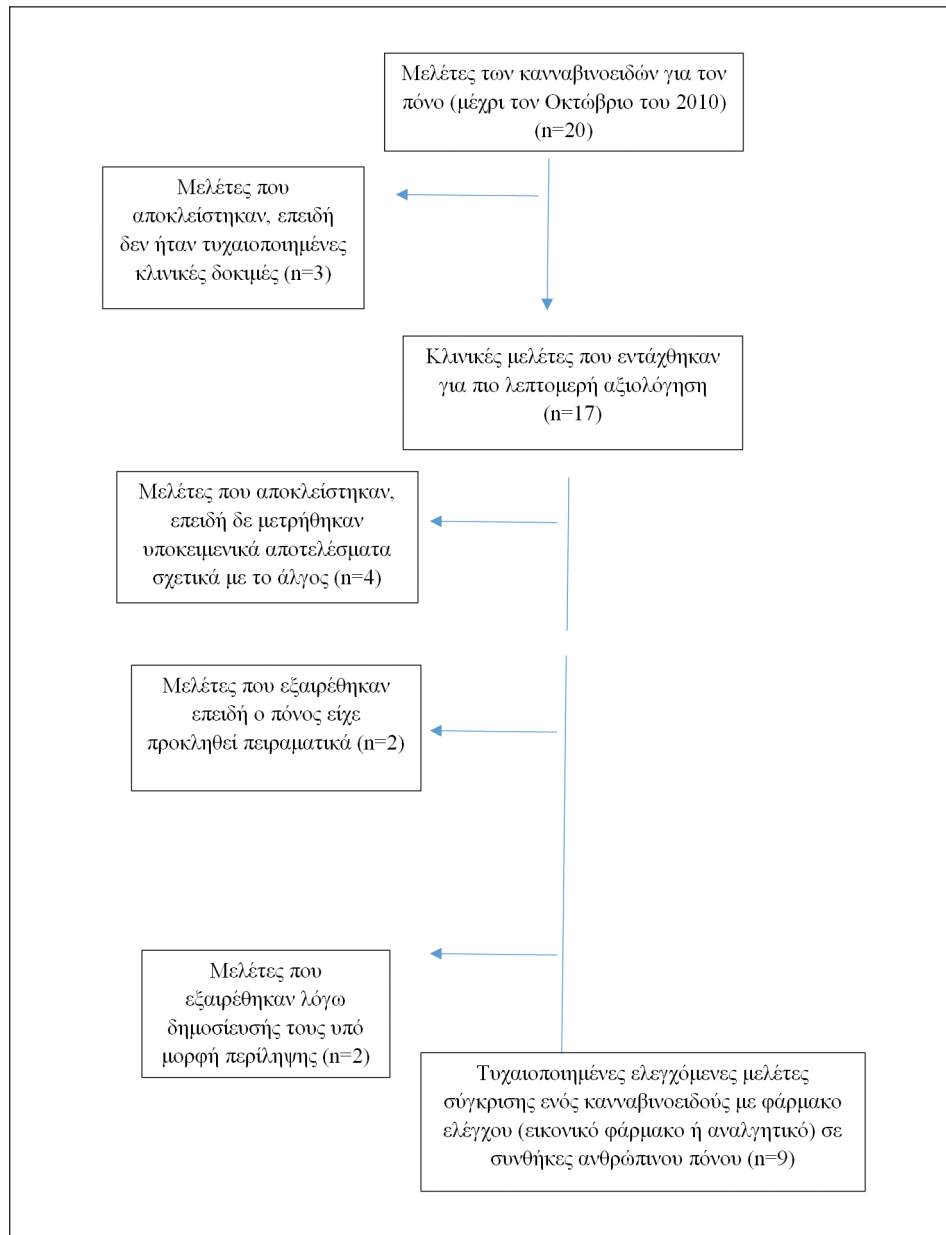 Μελέτες των κανναβινοειδών για τον
πόνο (μέχρι τον Οκτώβριο του 2010)
(n=20)
Μελέτες που
αποκλείστηκαν, επειδή
δεν ήταν τυχαιοποιημένες
κλινικές δοκιμές (n=3)
Κλινικές μελέτες που εντάχθηκαν
για πιο λεπτομερή αξιολόγηση
(n=17)
Μελέτες που αποκλείστηκαν,
επειδή δε μετρήθηκαν
υποκειμενικά αποτελέσματα
σχετικά με το άλγος (n=4)
Μελέτες που εξαιρέθηκαν
επειδή ο πόνος είχε
προκληθεί πειραματικά (n=2)
Μελέτες που
εξαιρέθηκαν λόγω
δημοσίευσής τους υπό
μορφή περίληψης (n=2)
Τυχαιοποιημένες ελεγχόμενες μελέτες
σύγκρισης ενός κανναβινοειδούς με φάρμακο
ελέγχου (εικονικό φάρμακο ή αναλγητικό) σε
συνθήκες ανθρώπινου πόνου (n=9)